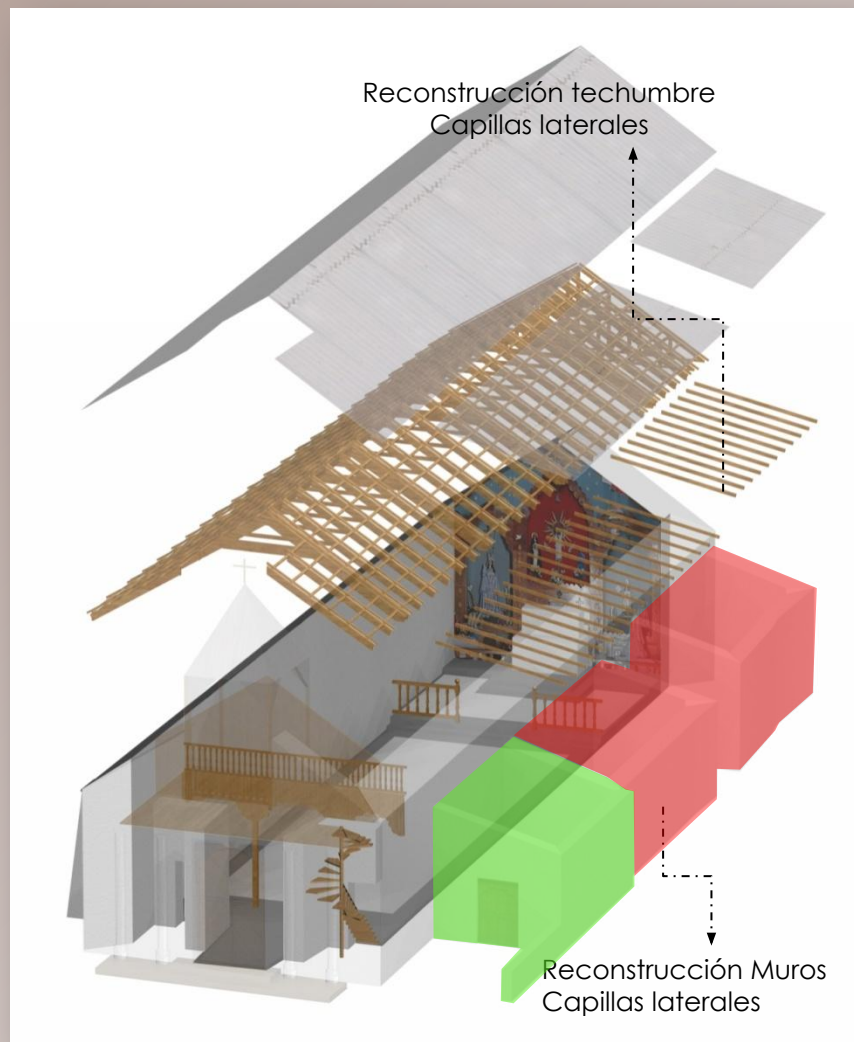 Reconstrucción techumbre
Capillas laterales
Reconstrucción Muros
Capillas laterales